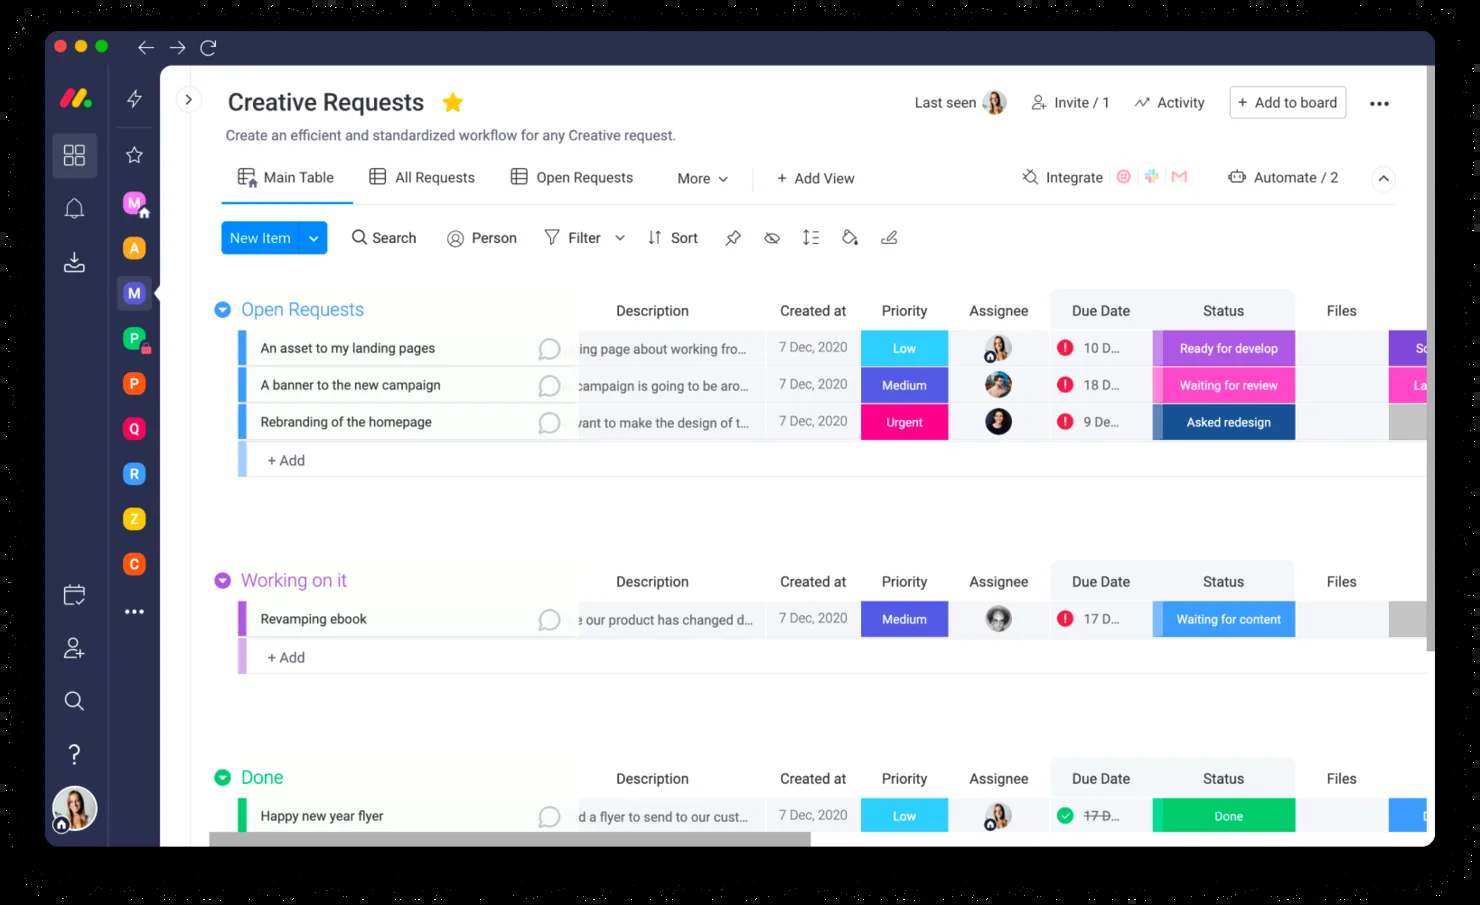 Creative Requests
Last seen Invite / 1 Activity + Add to board
Create an efficient and standardized workflow for any Creative request.
Main Table All Requests Open Requests More + Add View Integrate Automate / 2
New Item Search Person Filter Sort
M
A
M
P
P
Q
R
Z
C
?
Open Requests Description Created at Priority Assignee Due Date Status Files
An asset to my landing pages ing page about working fro... 7 Dec, 2020 Low 10 D... Ready for develop
A banner to the new campaign campaign is going to be aro... 7 Dec, 2020 Medium 18 D... Waiting for review La
Rebranding of the homepage vant to make the design of t... 7 Dec, 2020 Urgent 9 De... Asked redesign
+ Add
Working on it Description Created at Priority Assignee Due Date Status Files
Revamping ebook e our product has changed d... 7 Dec, 2020 Medium 17 D... Waiting for content
+ Add
Done Description Created at Priority Assignee Due Date Status Files
Happy new year flyer d a flyer to send to our cust... 7 Dec, 2020 Low 17 D... Done